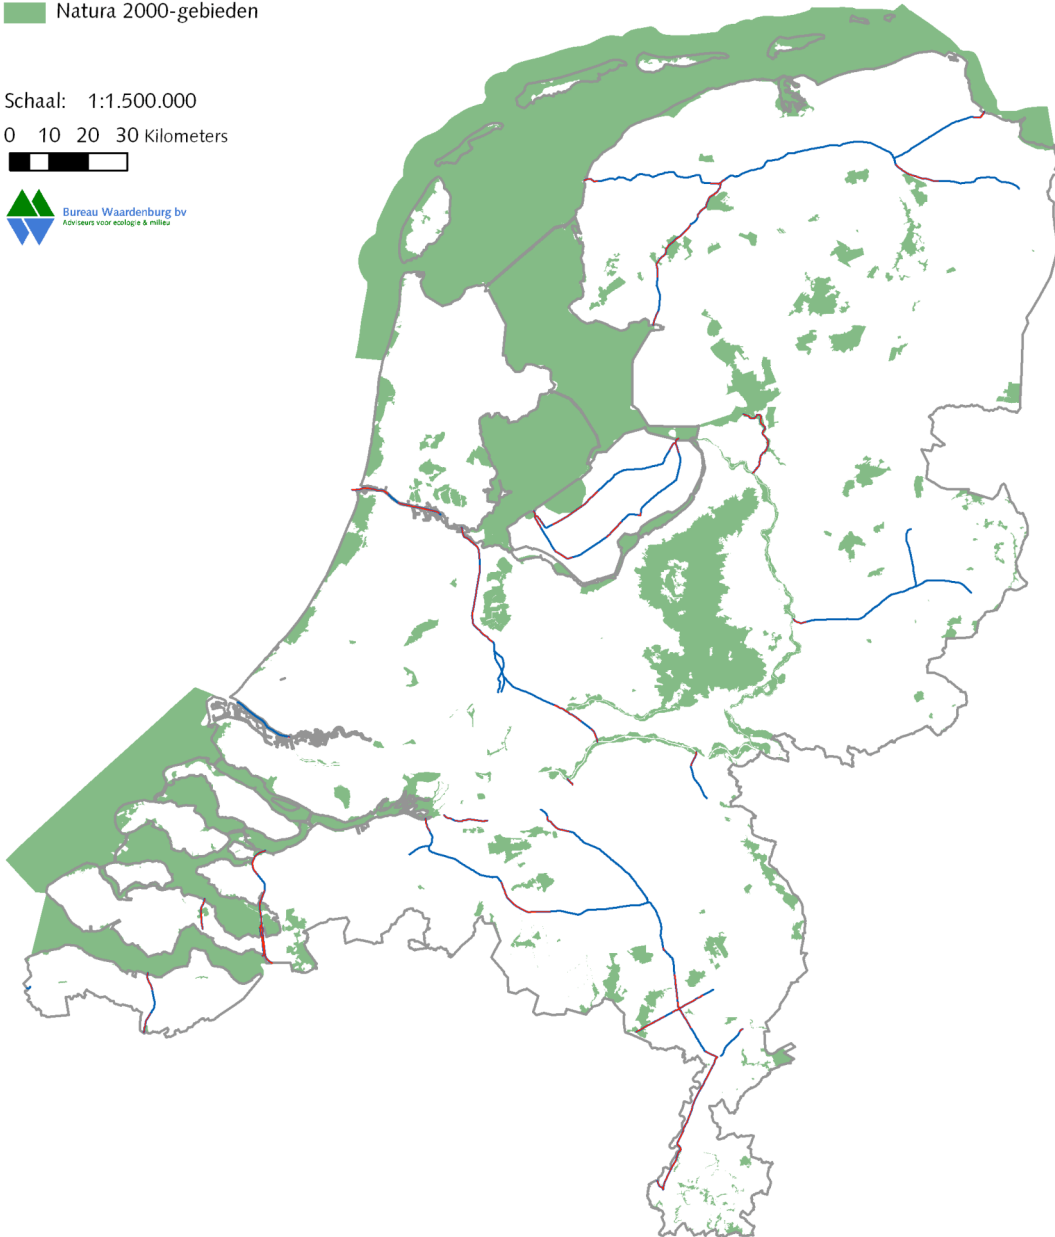 Natura 2000-gebieden
Schaal: 1:1.500.000
0 10 20 30 Kilometers
Bureau Waardenburg bv
Adviseurs voor ecologie & milieu